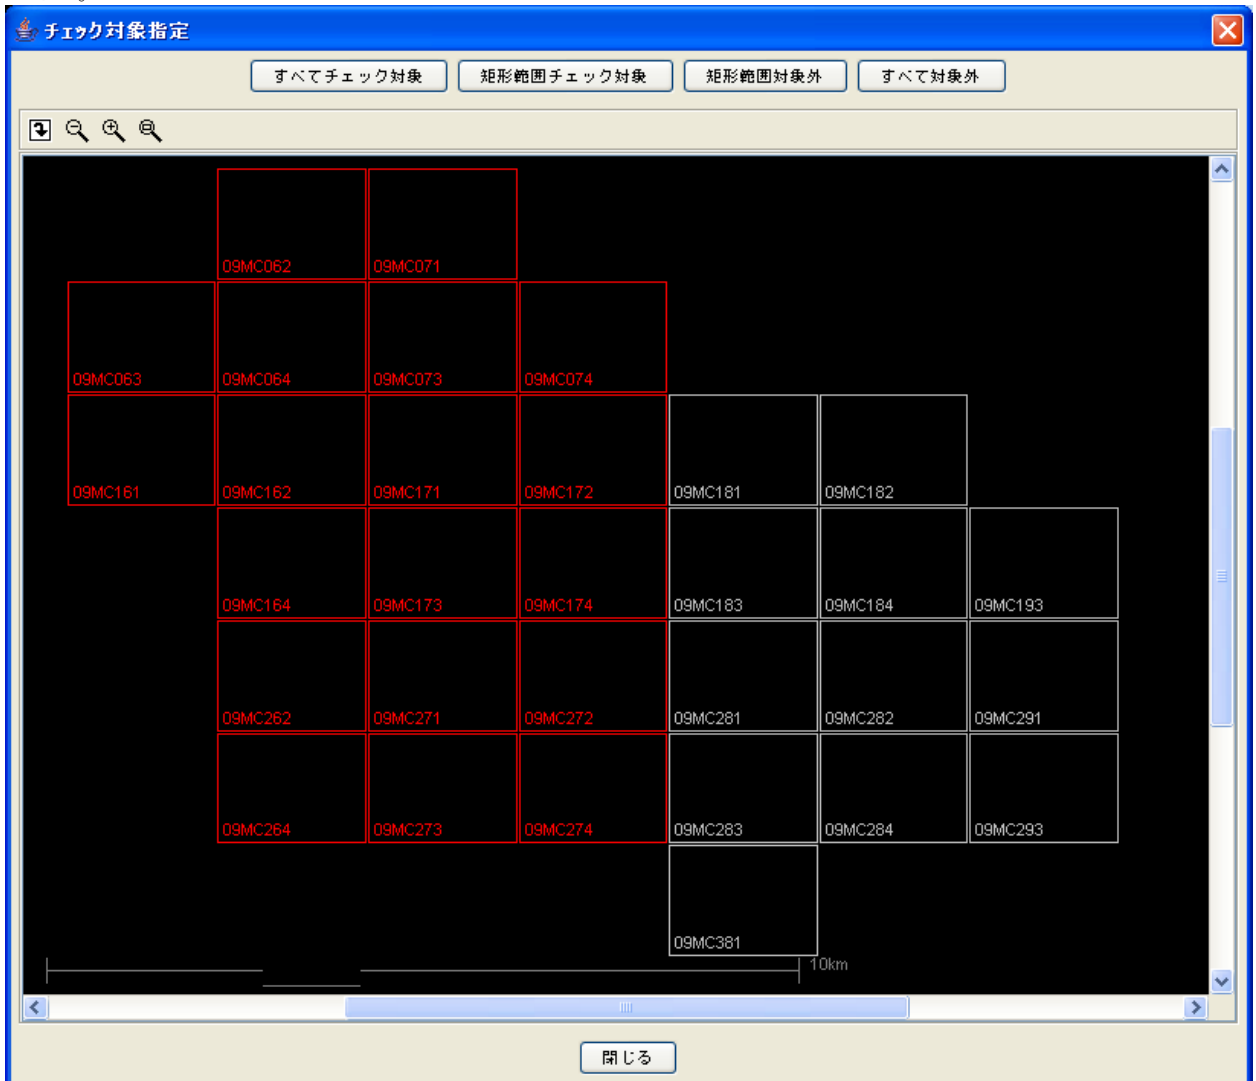 チェック対象指定
すべてチェック対象 矩形範囲チェック対象 矩形範囲対象外 すべて対象外
09MC062 09MC071
09MC063 09MC064 09MC073 09MC074
09MC161 09MC162 09MC171 09MC172 09MC181 09MC182
09MC164 09MC173 09MC174 09MC183 09MC184 09MC193
09MC262 09MC271 09MC272 09MC281 09MC282 09MC291
09MC264 09MC273 09MC274 09MC283 09MC284 09MC293
09MC381
10km
閉じる